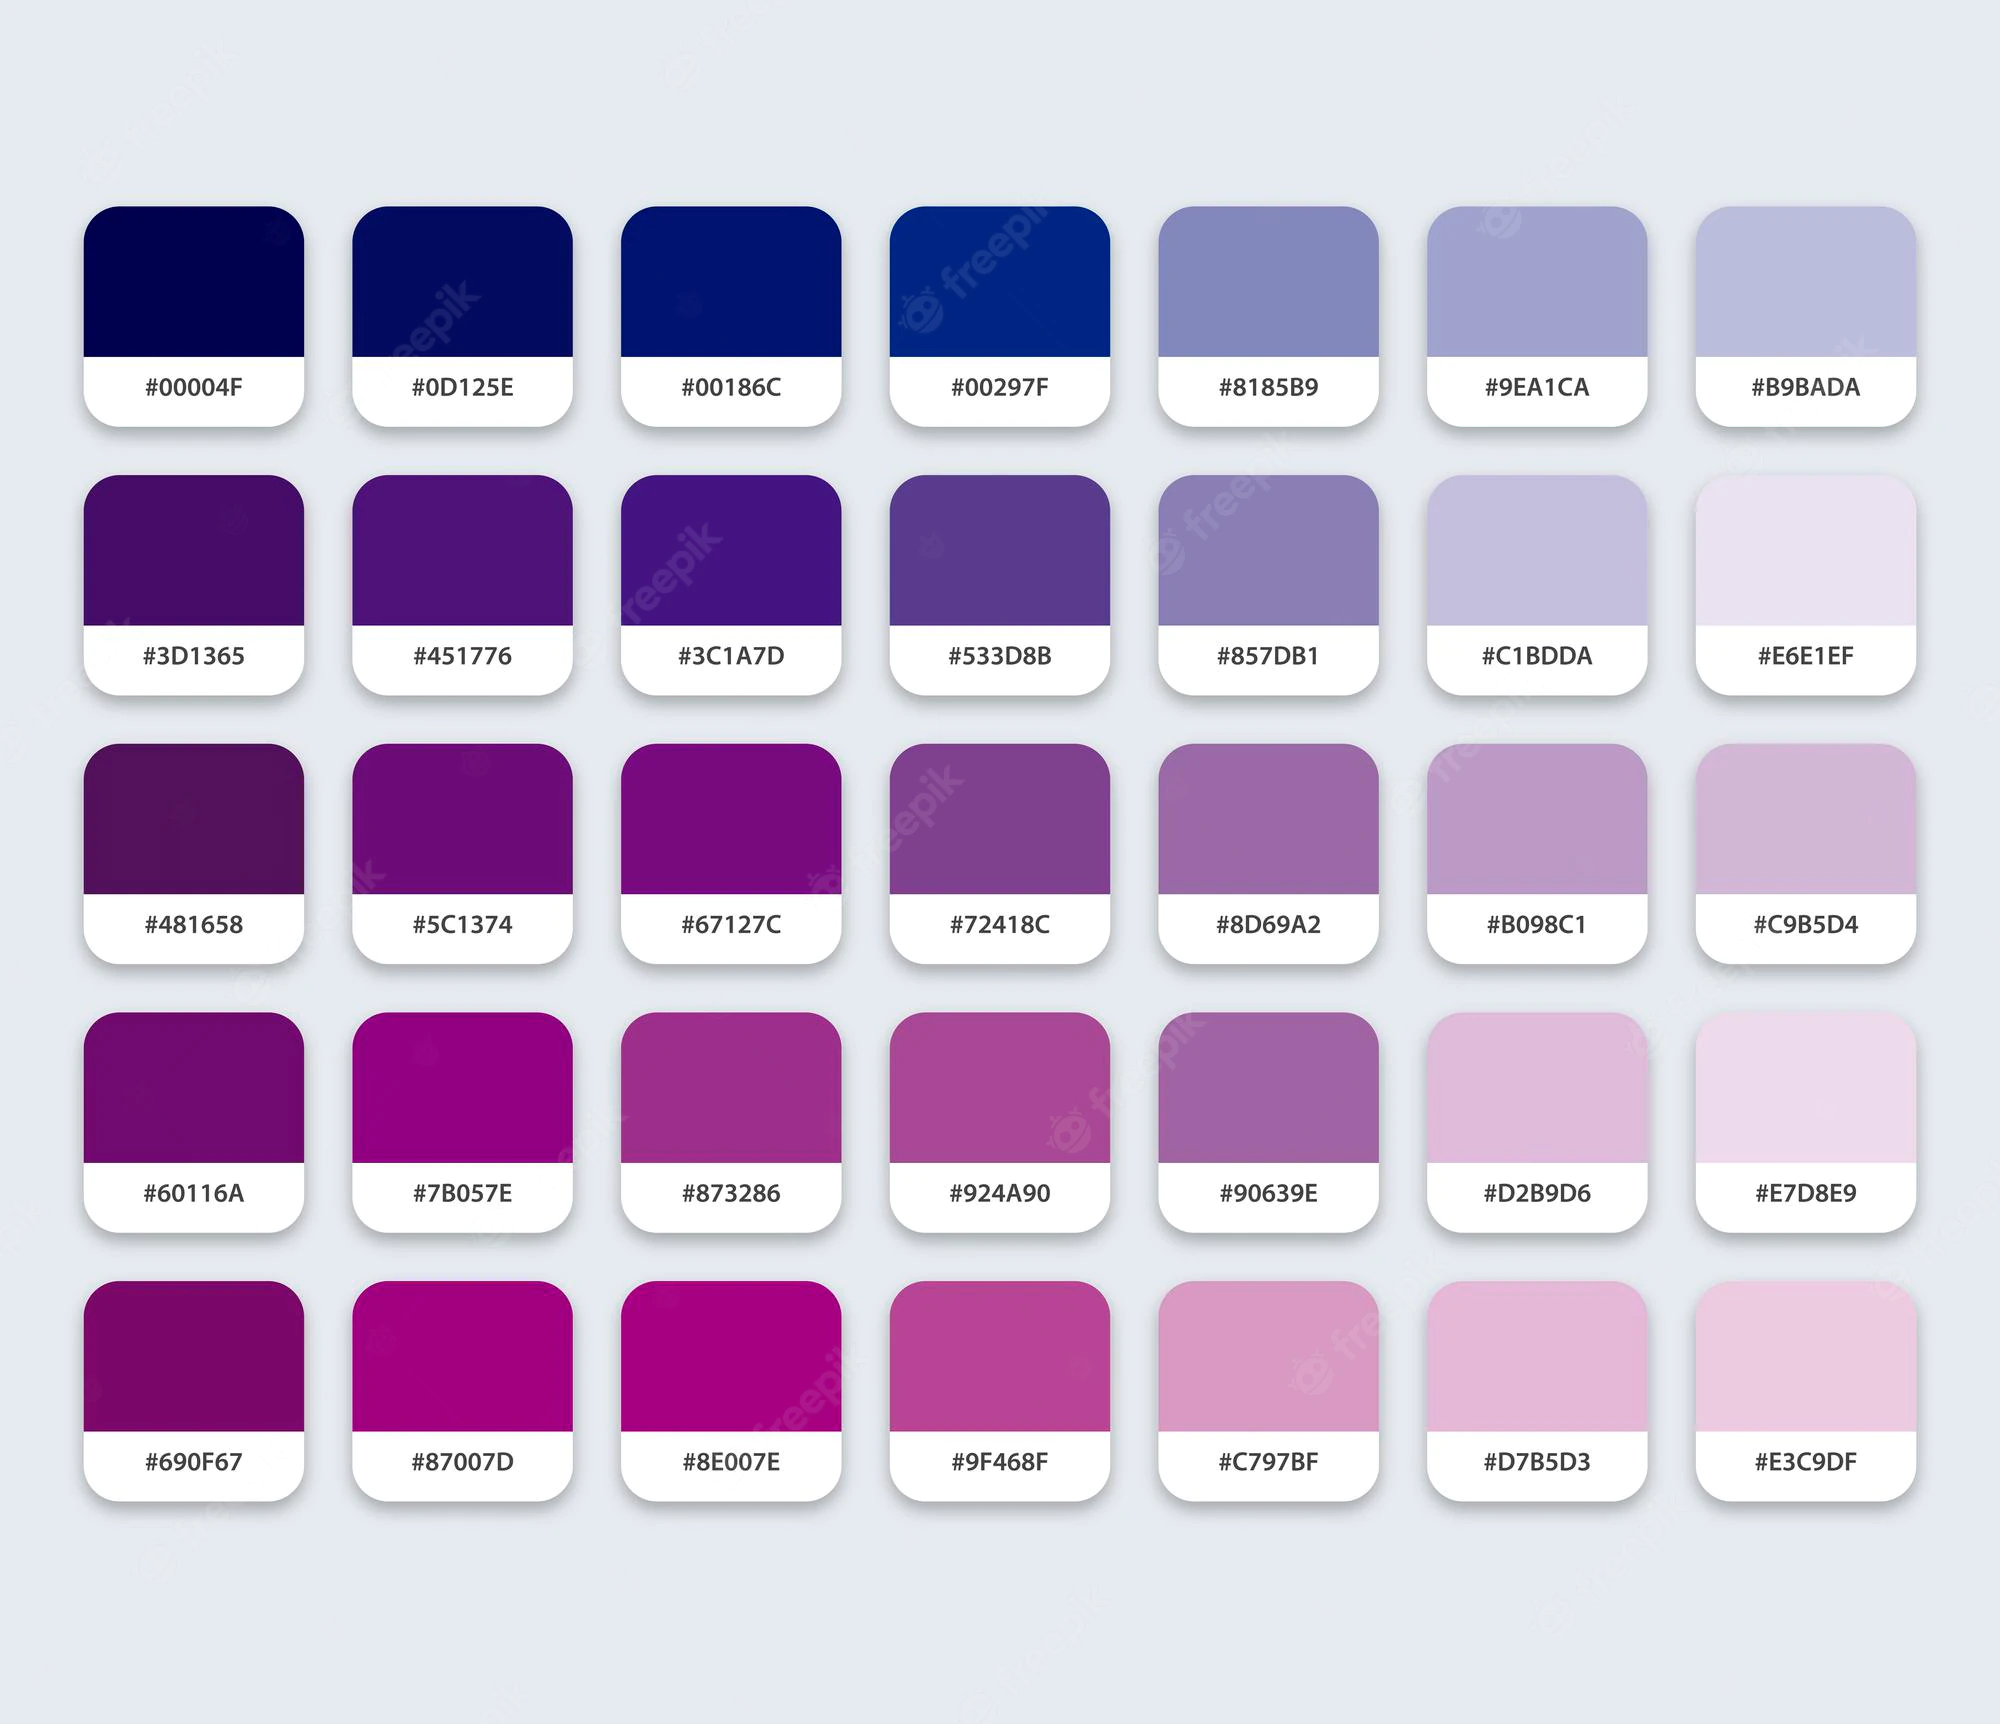 #00004F
#0D125E
#00186C
#00297F
#8185B9
#9EA1CA
#B9BADA
#3D1365
#451776
#3C1A7D
#533D8B
#857DB1
#C1BDDA
#E6E1EF
#481658
#5C1374
#67127C
#72418C
#8D69A2
#B098C1
#C9B5D4
#60116A
#7B057E
#873286
#924A90
#90639E
#D2B9D6
#E7D8E9
#690F67
#87007D
#8E007E
#9F468F
#C797BF
#D7B5D3
#E3C9DF
freepik